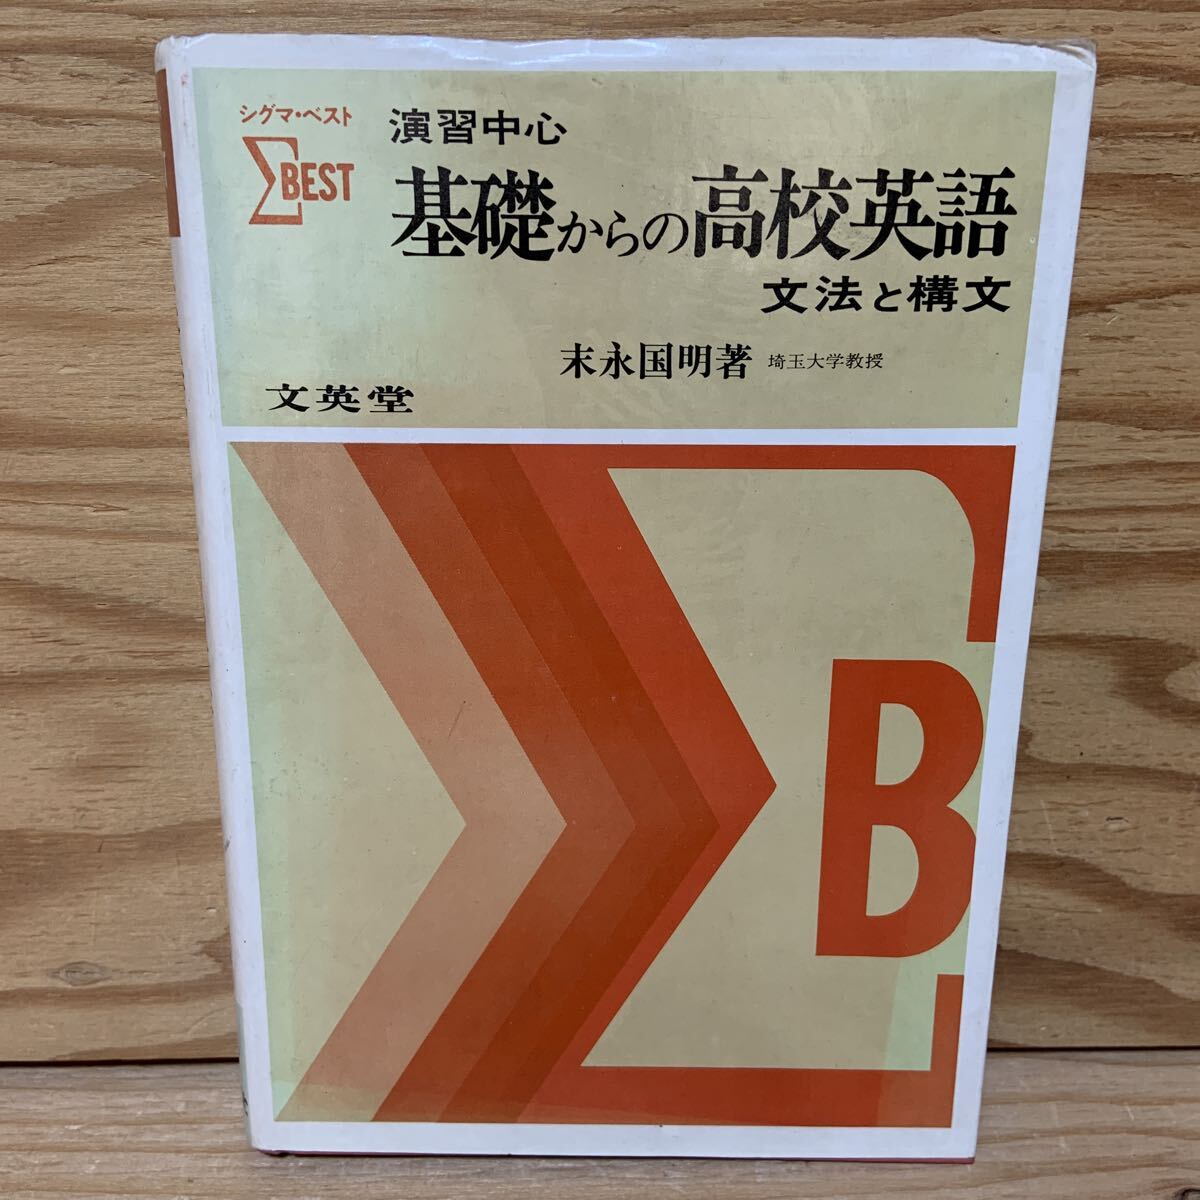 シグマ・ベスト
ΣBEST
演習中心
基礎からの高校英語
文法と構文
末永国明著 埼玉大学教授
文英堂
ΣB